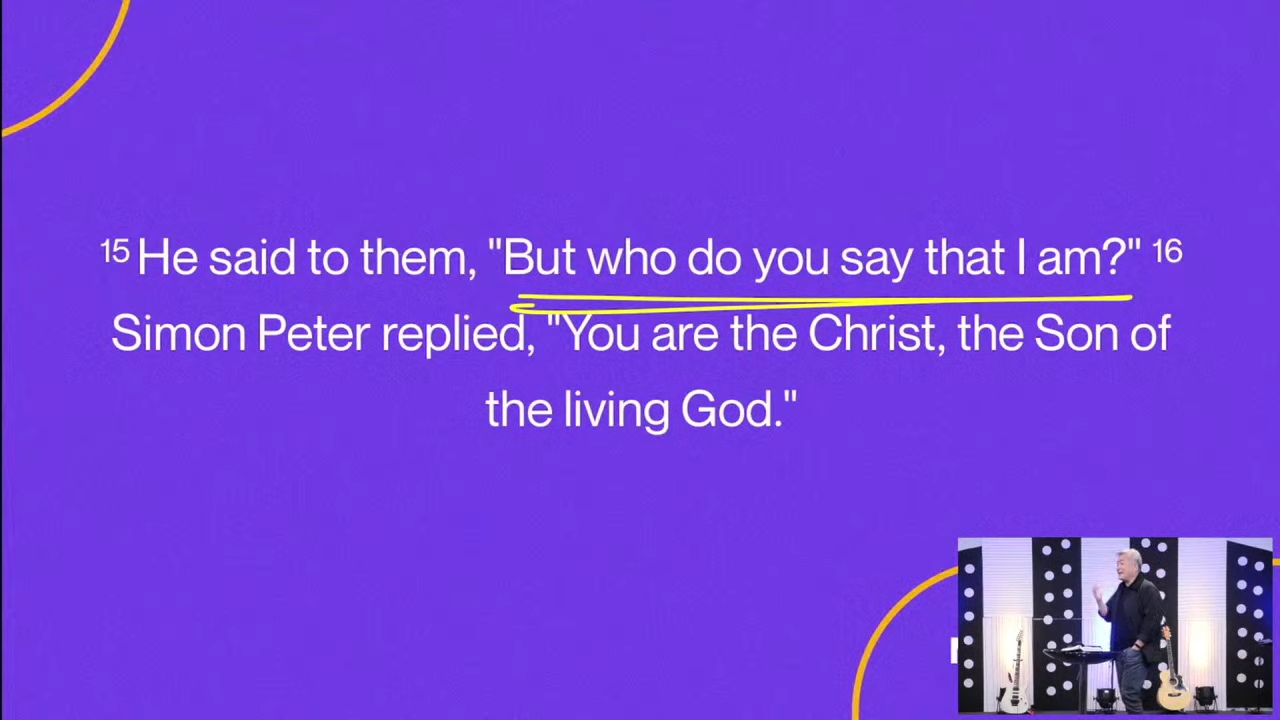 15 He said to them, "But who do you say that I am?" 16
Simon Peter replied, "You are the Christ, the Son of
the living God."